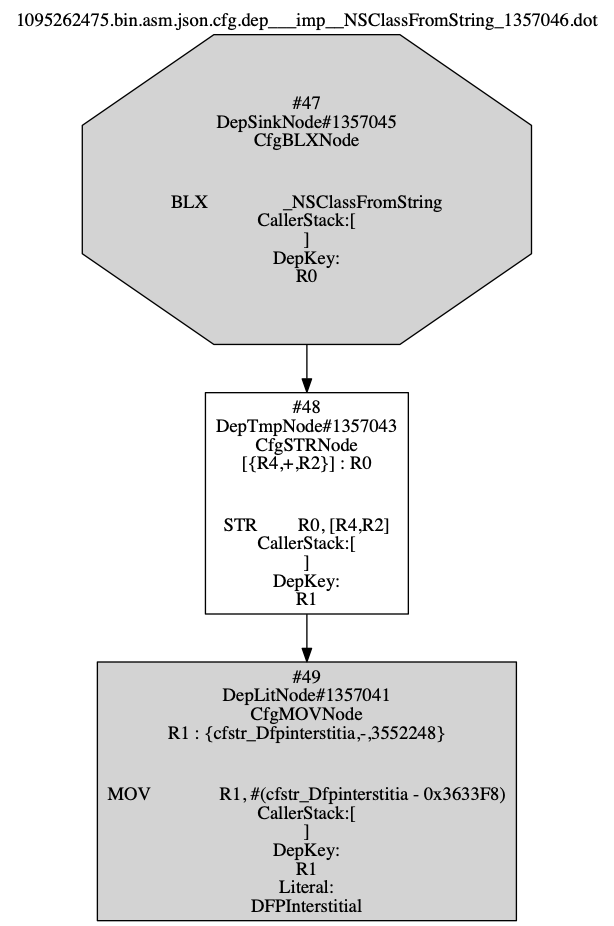 1095262475.bin.asm.json.cfg.dep___imp__NSClassFromString_1357046.dot
#47
DepSinkNode#1357045
CfgBLXNode
BLX _NSClassFromString
CallerStack:[
]
DepKey:
R0
#48
DepTmpNode#1357043
CfgSTRNode
[{R4,+,R2}] : R0
STR R0, [R4,R2]
CallerStack:[
]
DepKey:
R1
#49
DepLitNode#1357041
CfgMOVNode
R1 : {cfstr_Dfpinterstitia,-,3552248}
MOV R1, #(cfstr_Dfpinterstitia - 0x3633F8)
CallerStack:[
]
DepKey:
R1
Literal:
DFPInterstitial